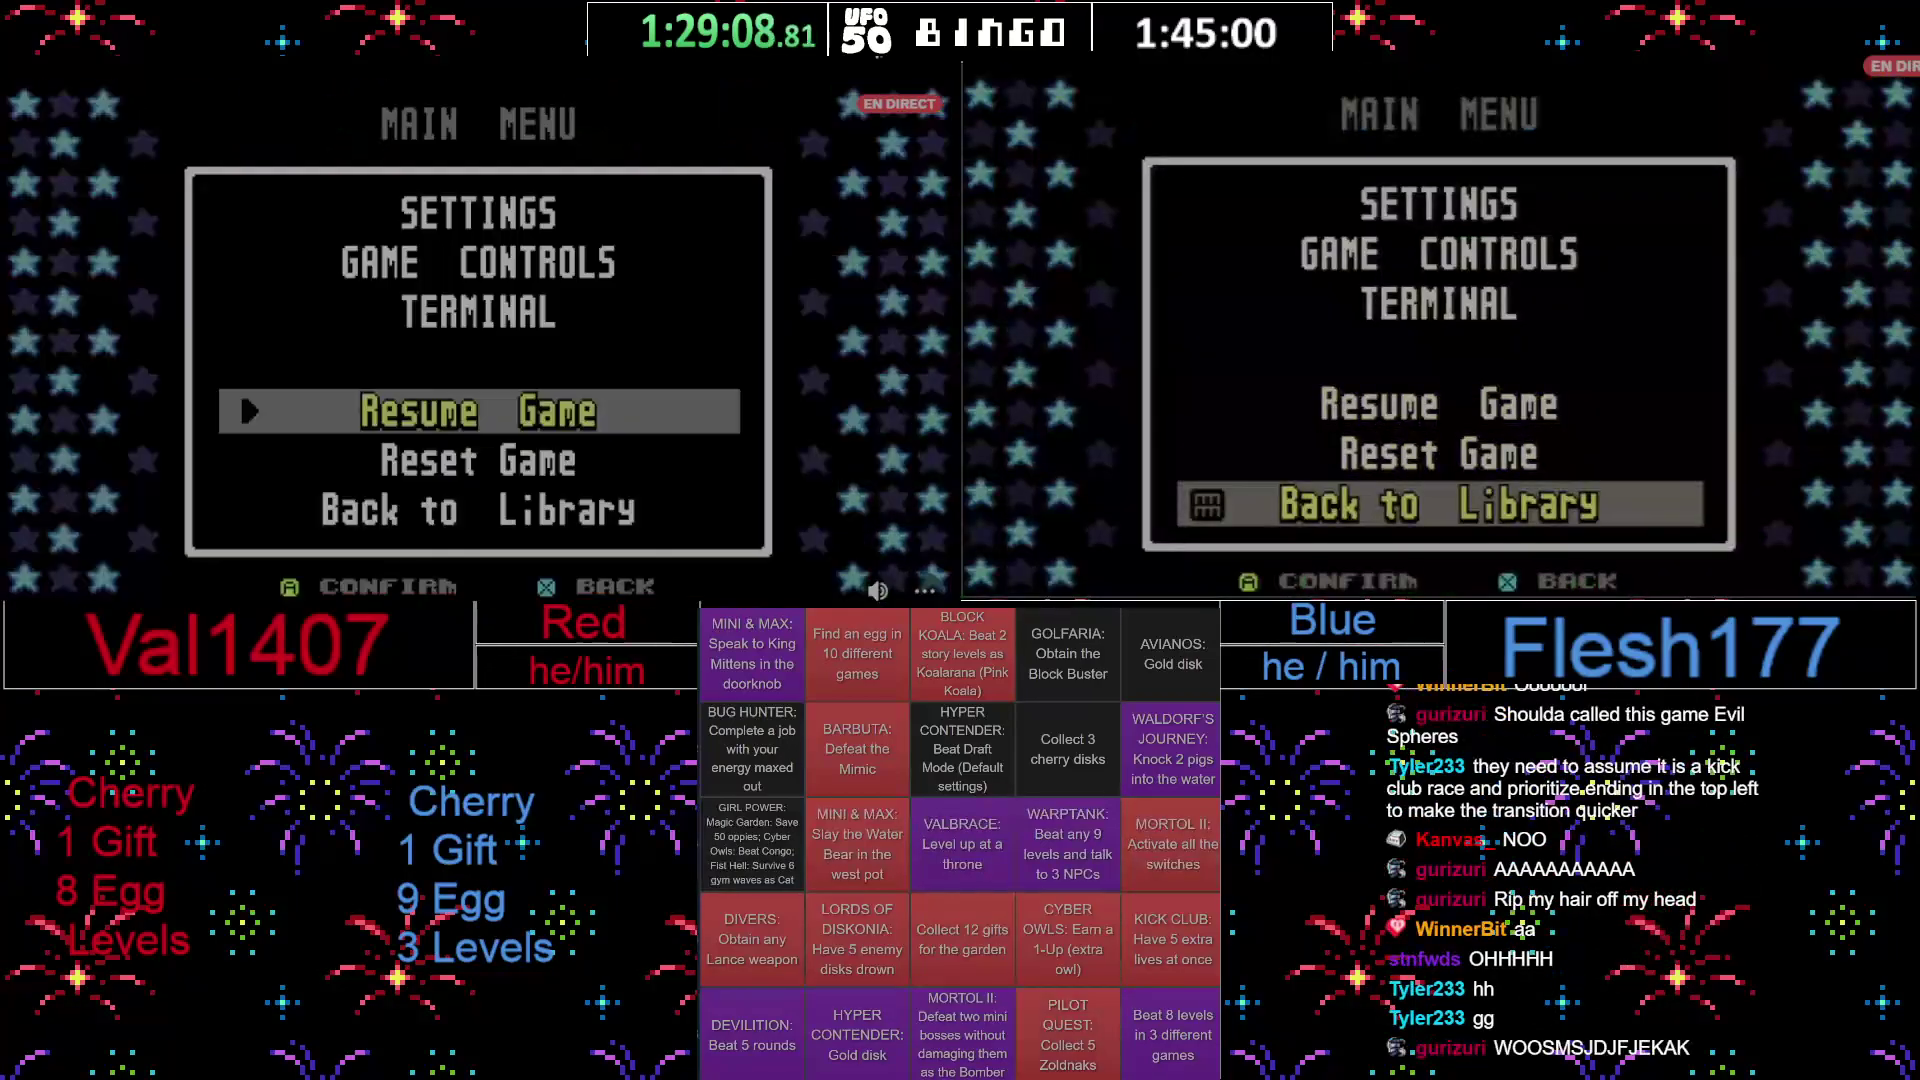 1:29:08.81
UFO 50
BINGO
1:45:00
EN DIRECT
MAIN MENU
SETTINGS
GAME CONTROLS
TERMINAL
Resume Game
Reset Game
Back to Library
A CONFIRM X BACK
EN DIR
MAIN MENU
SETTINGS
GAME CONTROLS
TERMINAL
Resume Game
Reset Game
Back to Library
A CONFIRM X BACK
Val1407
Red
he/him
Blue
he / him
Flesh177
Cherry
1 Gift
8 Egg
Levels
Cherry
1 Gift
9 Egg
3 Levels
MINI & MAX:
Speak to King
Mittens in the
doorknob
Find an egg in
10 different
games
BLOCK
KOALA: Beat 2
story levels as
Koalarana (Pink
Koala)
GOLFARIA:
Obtain the
Block Buster
AVIANOS:
Gold disk
BUG HUNTER:
Complete a job
with your
energy maxed
out
BARBUTA:
Defeat the
Mimic
HYPER
CONTENDER:
Beat Draft
Mode (Default
settings)
Collect 3
cherry disks
WALDORF'S
JOURNEY:
Knock 2 pigs
into the water
GIRL POWER:
Magic Garden: Save
50 oppies; Cyber
Owls: Beat Congo;
Fist Hell: Survive 6
gym waves as Cat
MINI & MAX:
Slay the Water
Bear in the
west pot
VALBRACE:
Level up at a
throne
WARPTANK:
Beat any 9
levels and talk
to 3 NPCs
MORTOL II:
Activate all the
switches
DIVERS:
Obtain any
Lance weapon
LORDS OF
DISKONIA:
Have 5 enemy
disks drown
Collect 12 gifts
for the garden
CYBER
OWLS: Earn a
1-Up (extra
owl)
KICK CLUB:
Have 5 extra
lives at once
DEVILITION:
Beat 5 rounds
HYPER
CONTENDER:
Gold disk
MORTOL II:
Defeat two mini
bosses without
damaging them
as the Bomber
PILOT
QUEST:
Collect 5
Zoldnaks
Beat 8 levels
in 3 different
games
WinnerBit
gurizuri Shoulda called this game Evil
Spheres
Tyler233 they need to assume it is a kick
club race and prioritize ending in the top left
to make the transition quicker
Kanvas_ NOO
gurizuri AAAAAAAAAAA
gurizuri Rip my hair off my head
WinnerBit aa
stnfwds OHHHHH
Tyler233 hh
Tyler233 gg
gurizuri WOOSMSJDJFJEKAK